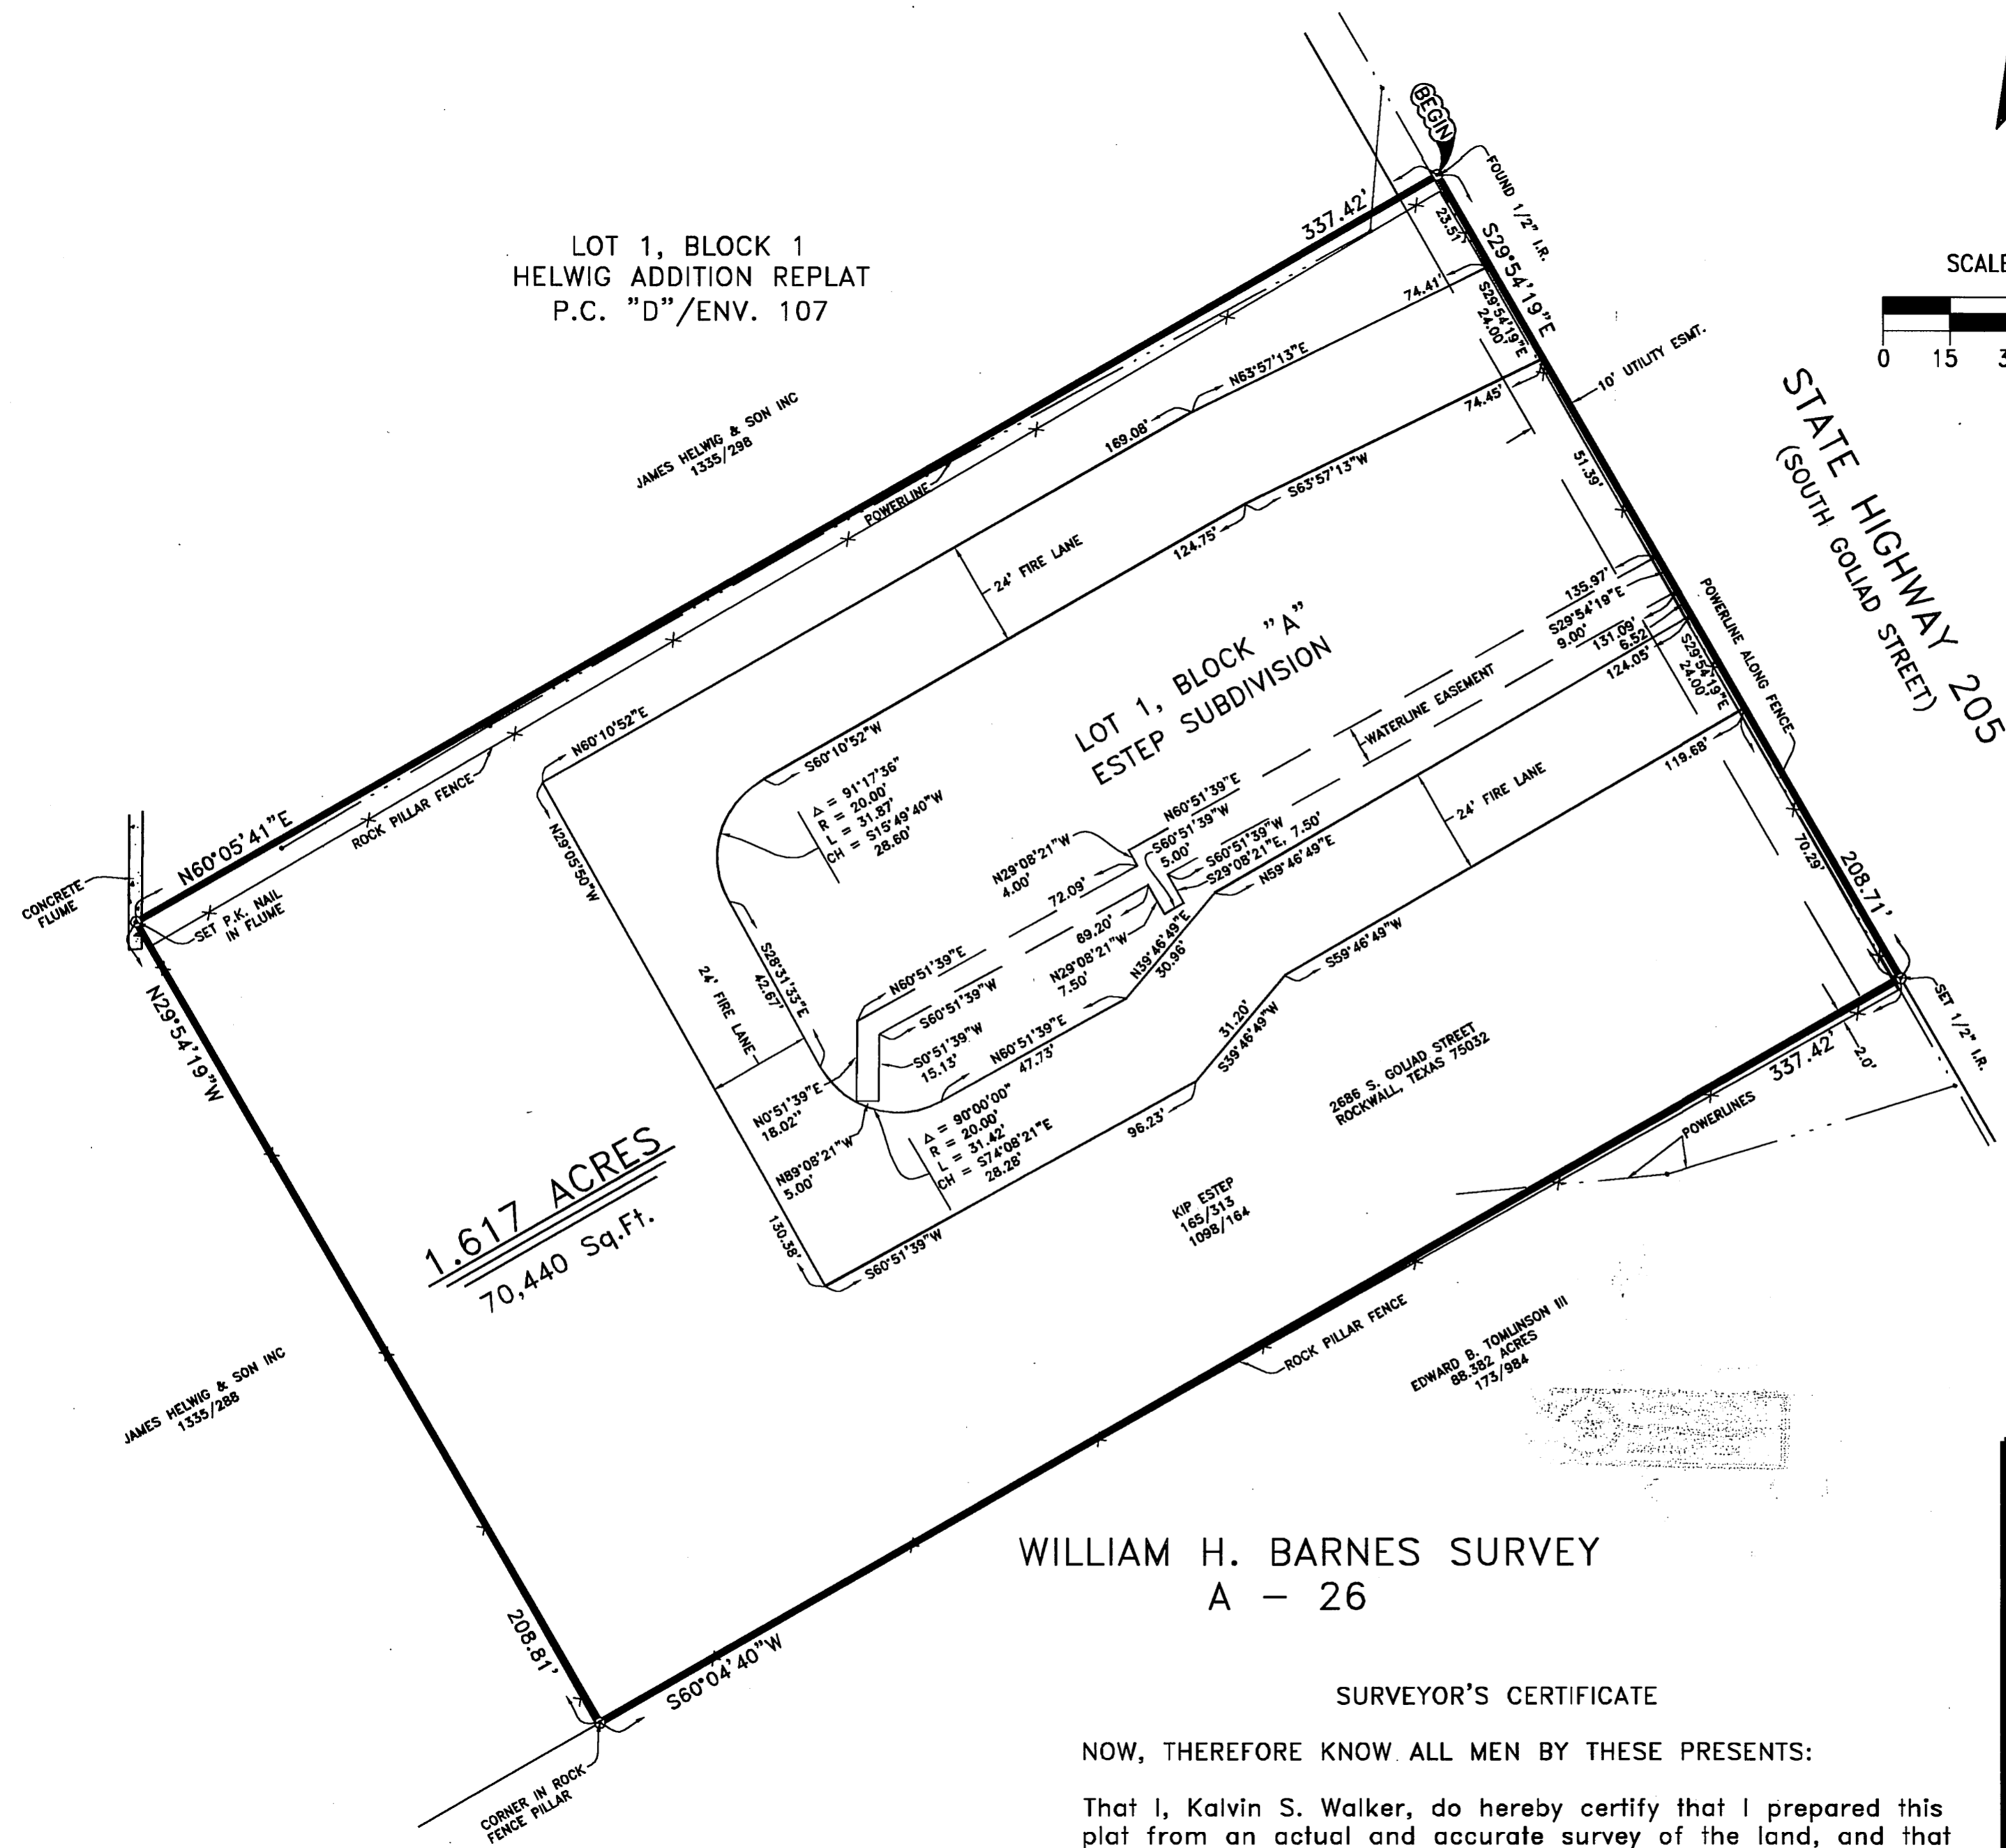 BEGIN
FOUND 1/2" I.R.
LOT 1, BLOCK 1
HELWIG ADDITION REPLAT
P.C. "D"/ENV. 107
337.42'
23.51'
S29°54'19"E
74.41'
S29°54'19"E
24.00'
SCALE
0 15 3
10' UTILITY ESMT.
STATE HIGHWAY 205
(SOUTH GOLIAD STREET)
JAMES HELWIG & SON INC
1335/298
N63°57'13"E
169.08'
74.45'
51.39'
POWERLINE
S63°57'13"W
124.75'
24' FIRE LANE
135.97'
S29°54'19"E
9.00'
131.09'
6.52
124.05'
S29°54'19"E
24.00'
POWERLINE ALONG FENCE
LOT 1, BLOCK "A"
ESTEP SUBDIVISION
WATERLINE EASEMENT
119.68'
24' FIRE LANE
70.29'
208.71'
N60°10'52"E
S60°10'52"W
Δ = 91°17'36"
R = 20.00'
L = 31.87'
CH = S15°49'40"W
28.60'
ROCK PILLAR FENCE
N60°05'41"E
CONCRETE
FLUME
SET P.K. NAIL
IN FLUME
N29°05'50"W
N60°51'39"E
S60°51'39"W
5.00'
S60°51'39"W
S29°08'21"E, 7.50'
N59°46'49"E
N29°08'21"W
4.00'
72.09'
69.20'
N29°08'21"W
7.50'
N39°46'49"E
30.96'
S59°46'49"W
N29°54'19"W
24' FIRE LANE
S28°31'33"E
42.67'
N60°51'39"E
S60°51'39"W
S0°51'39"W
15.13'
N60°51'39"E
47.73'
31.20'
S39°46'49"W
SET 1/2" I.R.
337.42'
2.0'
POWERLINES
2686 S. GOLIAD STREET
ROCKWALL, TEXAS 75032
N0°51'39"E
18.02"
N89°08'21"W
5.00'
Δ = 90°00'00"
R = 20.00'
L = 31.42'
CH = S74°08'21"E
28.28'
96.23'
KIP ESTEP
165/313
1098/164
130.38'
S60°51'39"W
1.617 ACRES
70,440 Sq.Ft.
ROCK PILLAR FENCE
EDWARD B. TOMLINSON III
88.382 ACRES
173/984
JAMES HELWIG & SON INC
1335/288
208.81'
S60°04'40"W
CORNER IN ROCK
FENCE PILLAR
WILLIAM H. BARNES SURVEY
A - 26
SURVEYOR'S CERTIFICATE
NOW, THEREFORE KNOW ALL MEN BY THESE PRESENTS:
That I, Kalvin S. Walker, do hereby certify that I prepared this
plat from an actual and accurate survey of the land, and that